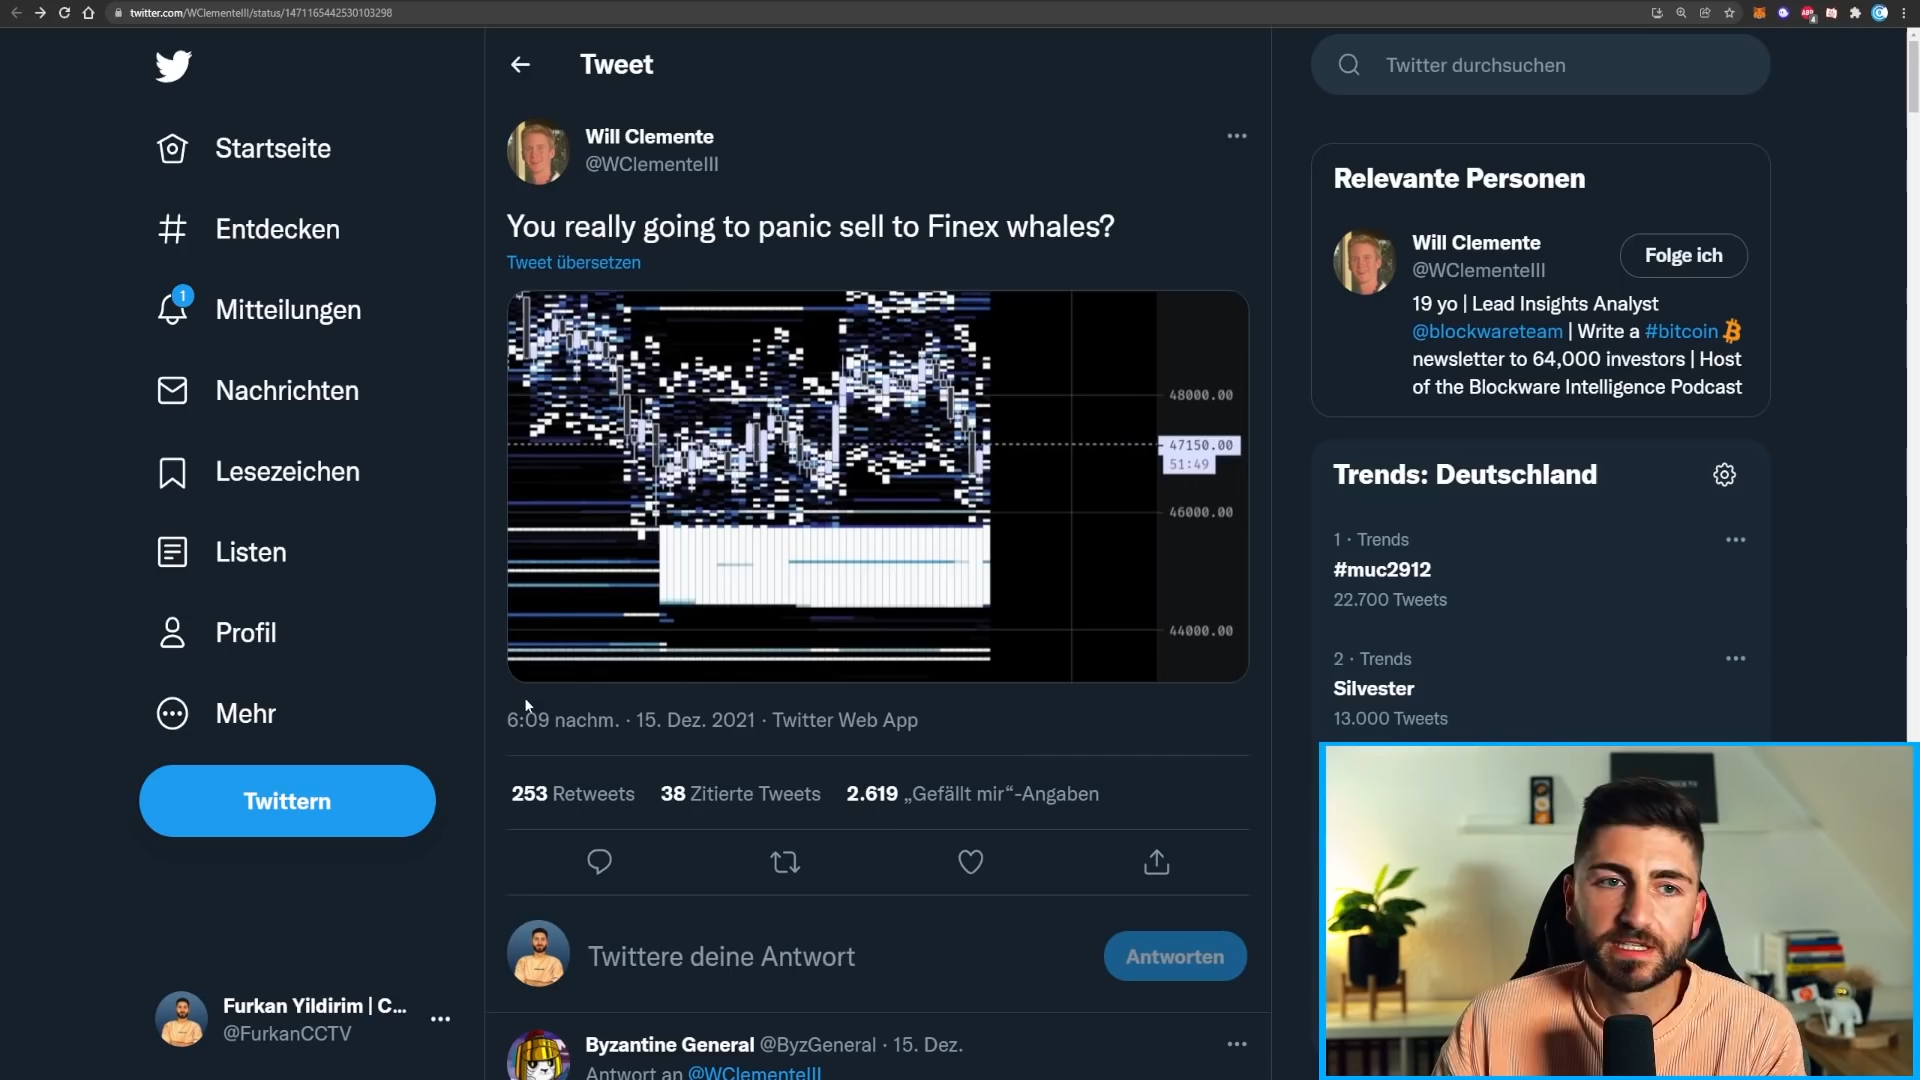 twitter.com/WClementeIII/status/1471165442530103298
Tweet
Twitter durchsuchen
Startseite
Entdecken
1
Mitteilungen
Nachrichten
Lesezeichen
Listen
Profil
Mehr
Twittern
Furkan Yildirim | C...
@FurkanCCTV
Will Clemente
@WClementeIII
You really going to panic sell to Finex whales?
Tweet übersetzen
48000.00
47150.00
51:49
46000.00
44000.00
6:09 nachm. · 15. Dez. 2021 · Twitter Web App
253 Retweets 38 Zitierte Tweets 2.619 „Gefällt mir“-Angaben
Twittere deine Antwort
Antworten
Byzantine General @ByzGeneral · 15. Dez.
Antwort an @WClementeIII
Relevante Personen
Will Clemente
@WClementeIII
Folge ich
19 yo | Lead Insights Analyst
@blockwareteam | Write a #bitcoin
newsletter to 64,000 investors | Host
of the Blockware Intelligence Podcast
Trends: Deutschland
1 · Trends
#muc2912
22.700 Tweets
2 · Trends
Silvester
13.000 Tweets